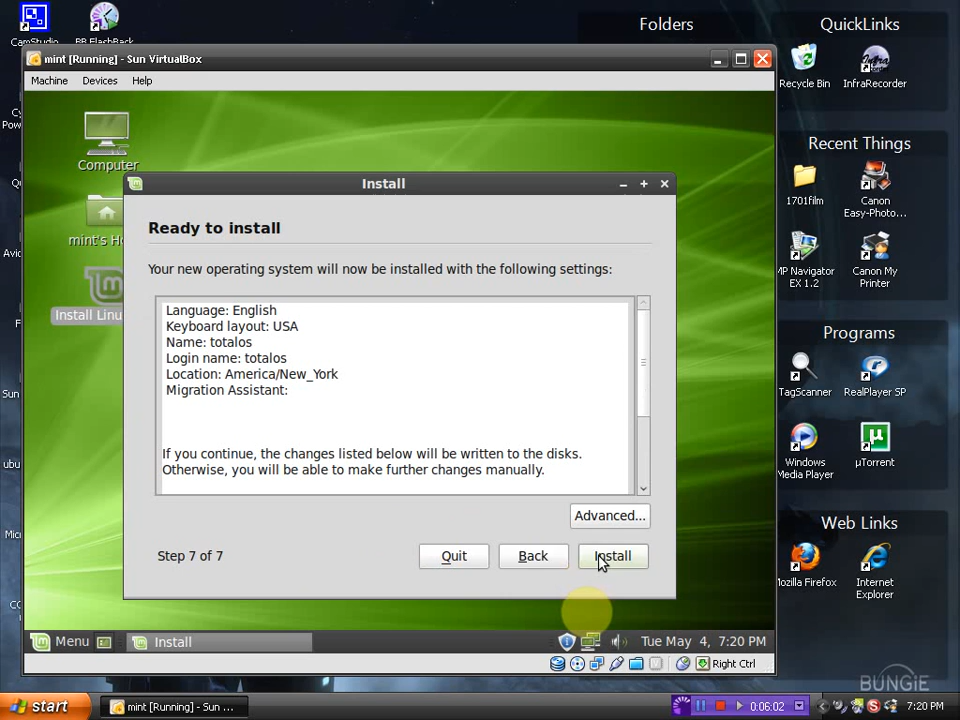 CamStudio
BB FlashBack
Folders
QuickLinks
mint [Running] - Sun VirtualBox
Machine
Devices
Help
Recycle Bin
InfraRecorder
Computer
mint's Ho
Install Linu
Install
Ready to install
Your new operating system will now be installed with the following settings:
Language: English
Keyboard layout: USA
Name: totalos
Login name: totalos
Location: America/New_York
Migration Assistant:
If you continue, the changes listed below will be written to the disks.
Otherwise, you will be able to make further changes manually.
Advanced...
Step 7 of 7
Quit
Back
Install
Recent Things
1701film
Canon
Easy-Photo...
MP Navigator
EX 1.2
Canon My
Printer
Programs
TagScanner
RealPlayer SP
Windows
Media Player
µTorrent
Web Links
Mozilla Firefox
Internet
Explorer
Menu
Install
Tue May 4, 7:20 PM
Right Ctrl
BUNGiE
start
mint [Running] - Sun ...
0:06:02
7:20 PM